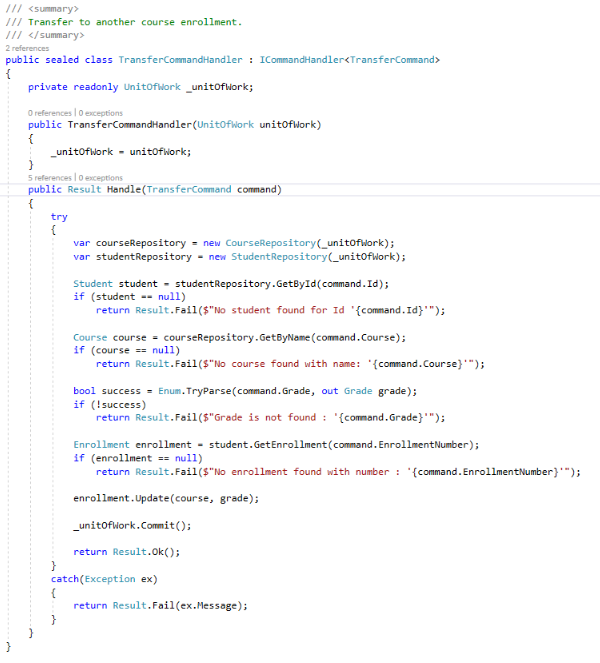 /// <summary>
/// Transfer to another course enrollment.
/// </summary>
2 references
public sealed class TransferCommandHandler : ICommandHandler<TransferCommand>
{
private readonly UnitOfWork _unitOfWork;
0 references | 0 exceptions
public TransferCommandHandler(UnitOfWork unitOfWork)
{
_unitOfWork = unitOfWork;
}
5 references | 0 exceptions
public Result Handle(TransferCommand command)
{
try
{
var courseRepository = new CourseRepository(_unitOfWork);
var studentRepository = new StudentRepository(_unitOfWork);
Student student = studentRepository.GetById(command.Id);
if (student == null)
return Result.Fail($"No student found for Id '{command.Id}'");
Course course = courseRepository.GetByName(command.Course);
if (course == null)
return Result.Fail($"No course found with name: '{command.Course}'");
bool success = Enum.TryParse(command.Grade, out Grade grade);
if (!success)
return Result.Fail($"Grade is not found : '{command.Grade}'");
Enrollment enrollment = student.GetEnrollment(command.EnrollmentNumber);
if (enrollment == null)
return Result.Fail($"No enrollment found with number : '{command.EnrollmentNumber}'");
enrollment.Update(course, grade);
_unitOfWork.Commit();
return Result.Ok();
}
catch(Exception ex)
{
return Result.Fail(ex.Message);
}
}
}